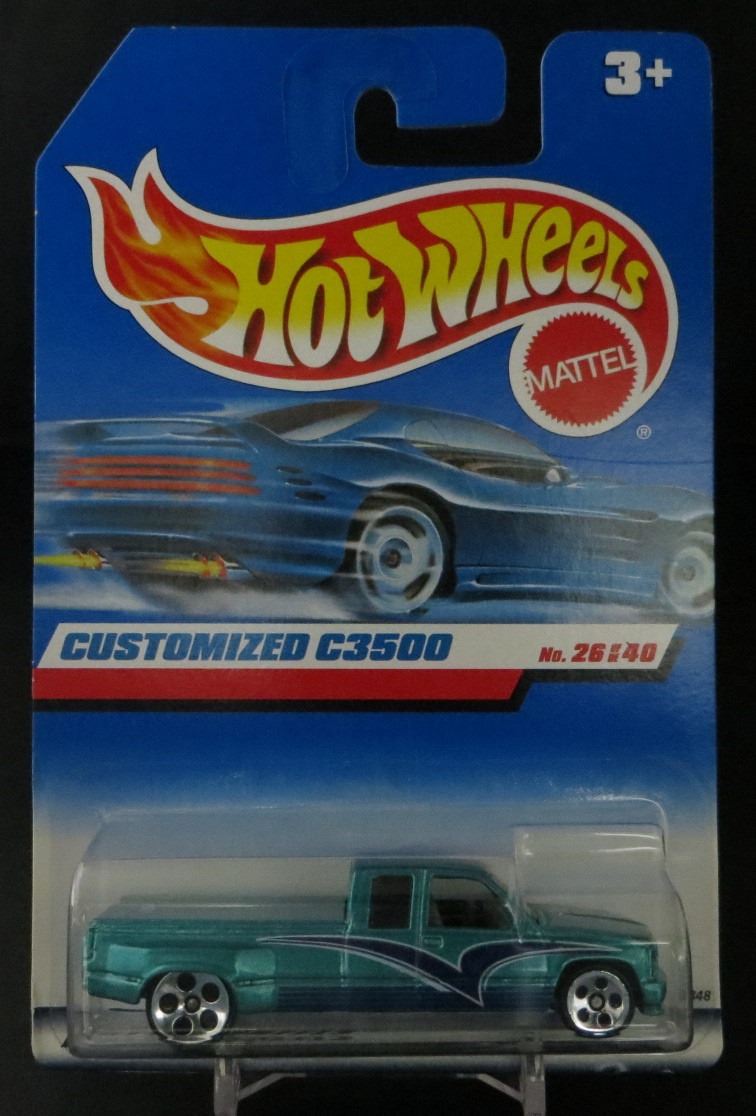 3+
HOT WHEELS
MATTEL
®
CUSTOMIZED C3500
No. 26 OF 40